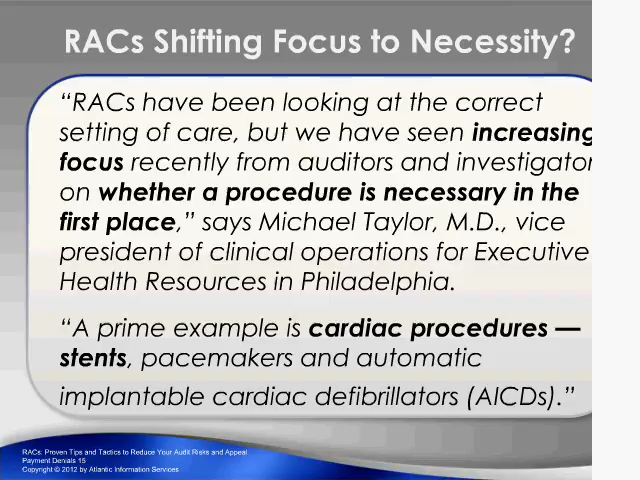 RACs Shifting Focus to Necessity?
“RACs have been looking at the correct
setting of care, but we have seen increasing
focus recently from auditors and investigator
on whether a procedure is necessary in the
first place,” says Michael Taylor, M.D., vice
president of clinical operations for Executive
Health Resources in Philadelphia.
“A prime example is cardiac procedures —
stents, pacemakers and automatic
implantable cardiac defibrillators (AICDs).”
RACs: Proven Tips and Tactics to Reduce Your Audit Risks and Appeal
Payment Denials 15
Copyright © 2012 by Atlantic Information Services